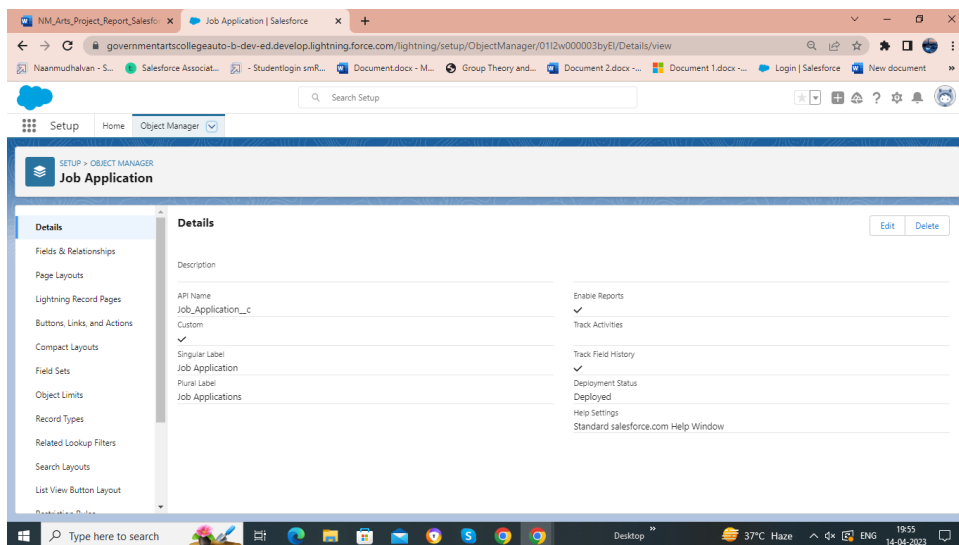 NM_Arts_Project_Report_Salesfo
Job Application | Salesforce
governmentartscollegeauto-b-dev-ed.develop.lightning.force.com/lightning/setup/ObjectManager/01I2w000003byEI/Details/view
Naanmudhalvan - S...
Salesforce Associat...
- Studentlogin smR...
Document.docx - M...
Group Theory and...
Document 2.docx -...
Document 1.docx -...
Login | Salesforce
New document
Search Setup
Setup
Home
Object Manager
SETUP > OBJECT MANAGER
Job Application
Details
Fields & Relationships
Page Layouts
Lightning Record Pages
Buttons, Links, and Actions
Compact Layouts
Field Sets
Object Limits
Record Types
Related Lookup Filters
Search Layouts
List View Button Layout
Details
Edit
Delete
Description
API Name
Job_Application__c
Custom
Singular Label
Job Application
Plural Label
Job Applications
Enable Reports
Track Activities
Track Field History
Deployment Status
Deployed
Help Settings
Standard salesforce.com Help Window
Type here to search
Desktop
37°C Haze
ENG
19:55
14-04-2023